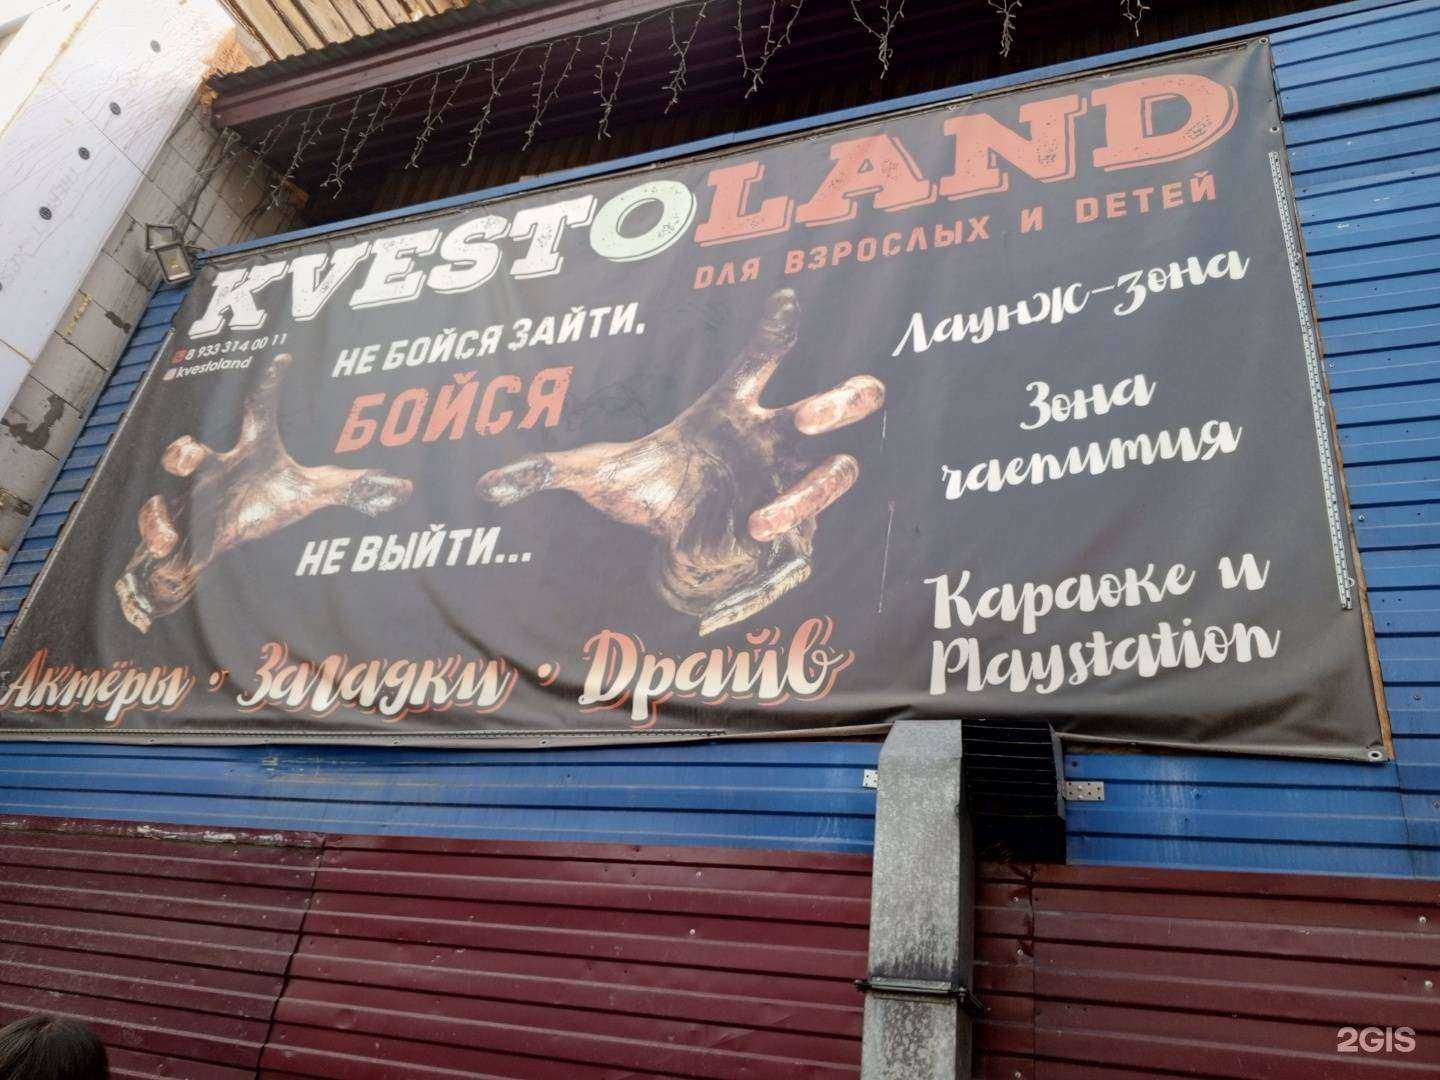 KVESTOLAND
ДЛЯ ВЗРОСЛЫХ И ДЕТЕЙ
8 933 314 00 11
kvestoland
НЕ БОЙСЯ ЗАЙТИ,
БОЙСЯ
НЕ ВЫЙТИ...
Лаунж-зона
Зона
чаепития
Караоке и
Playstation
Актёры · Загадки · Драйв
2GIS